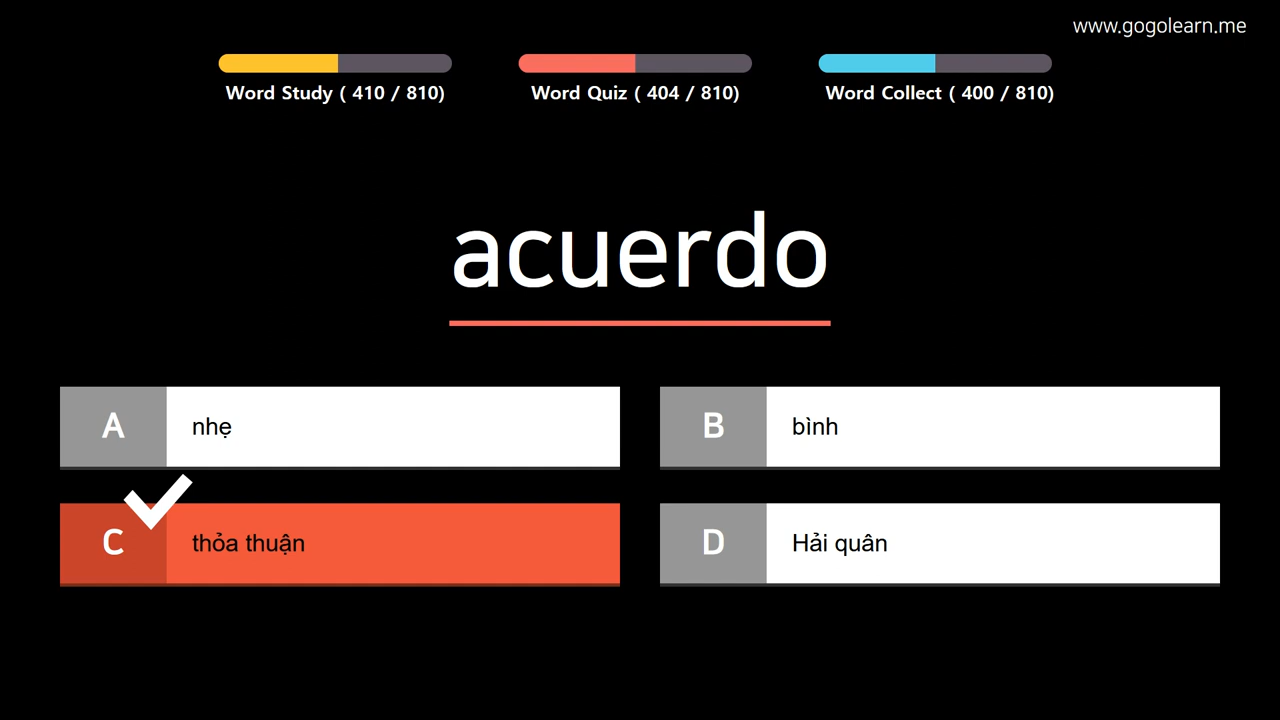 www.gogolearn.me
Word Study ( 410 / 810)
Word Quiz ( 404 / 810)
Word Collect ( 400 / 810)
acuerdo
A
nhẹ
B
bình
C
thỏa thuận
D
Hải quân